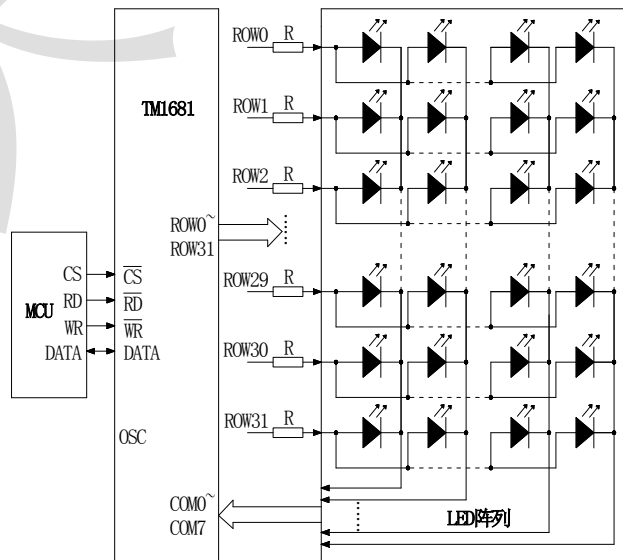 TM1681
ROW0 R
ROW1 R
ROW2 R
ROW0~
ROW31
MCU
CS
RD
WR
DATA
CS
RD
WR
DATA
OSC
ROW29 R
ROW30 R
ROW31 R
COM0~
COM7
LED阵列